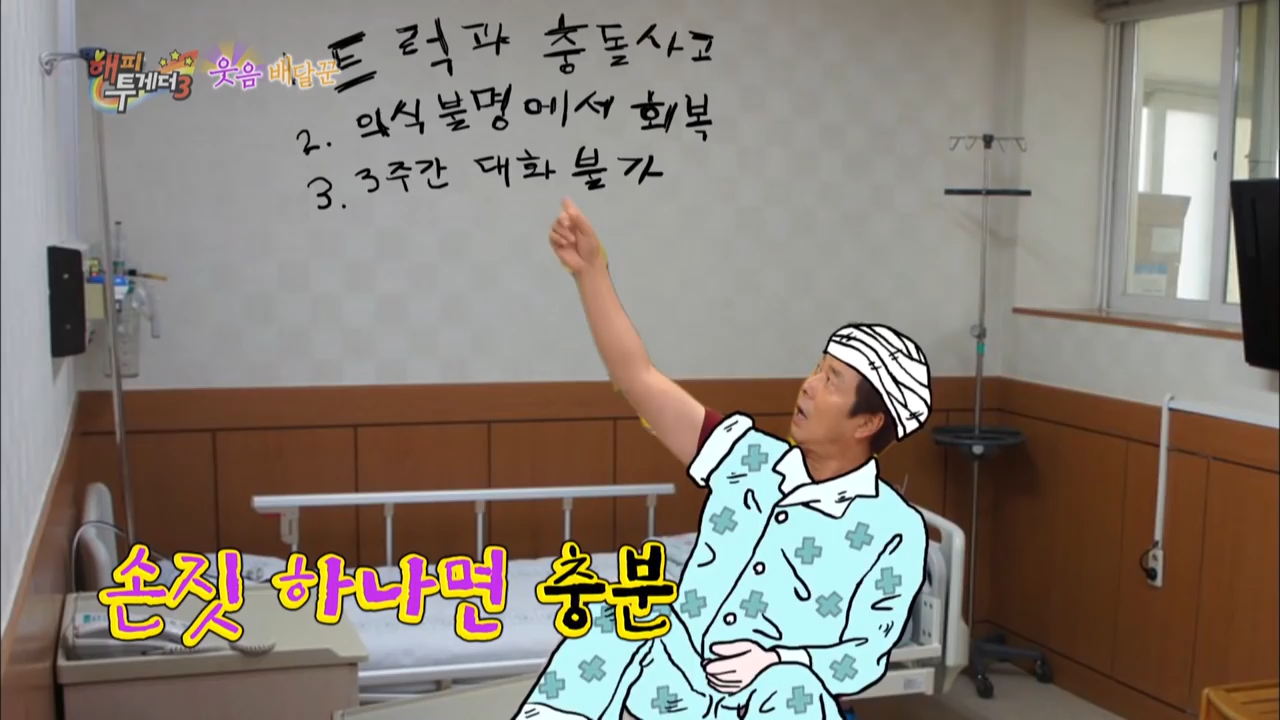 해피투게더3 웃음 배달꾼
트럭과 충돌사고
2. 의식불명에서 회복
3. 3주간 대화불가
손짓 하나면 충분